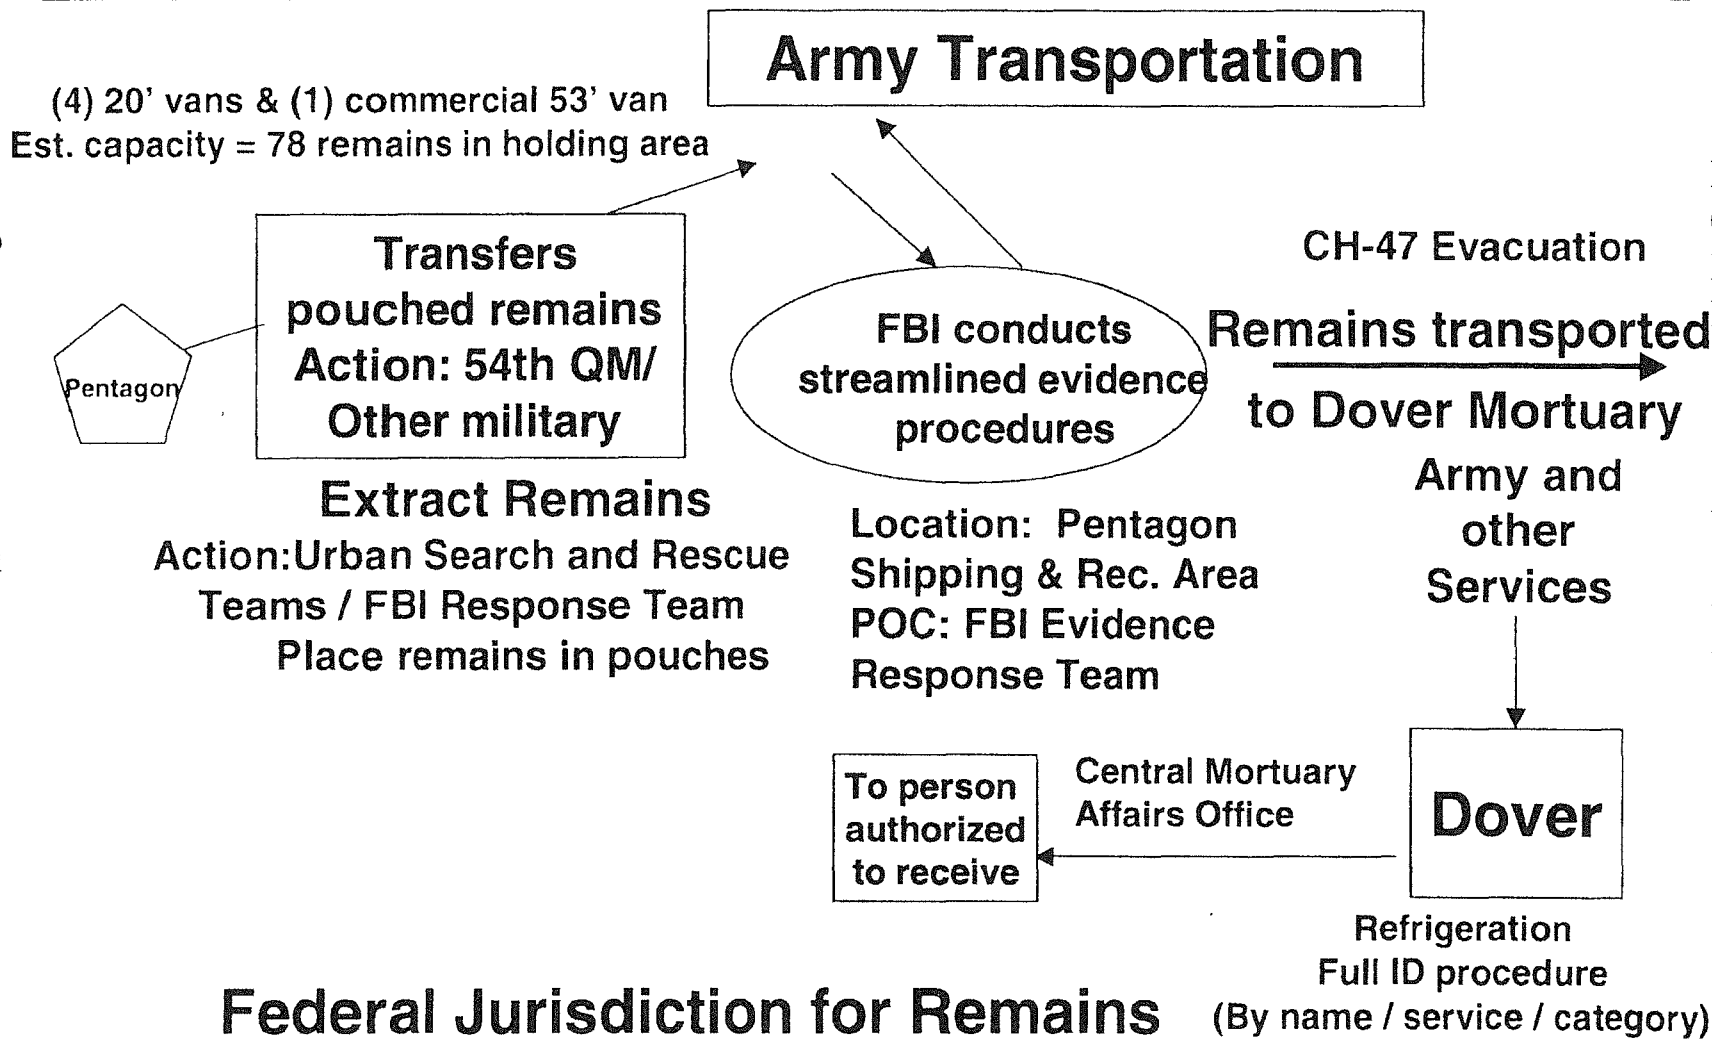 Army Transportation
(4) 20' vans & (1) commercial 53' van
Est. capacity = 78 remains in holding area
Transfers
pouched remains
Action: 54th QM/
Other military
Pentagon
Extract Remains
Action:Urban Search and Rescue
Teams / FBI Response Team
Place remains in pouches
FBI conducts
streamlined evidence
procedures
Location: Pentagon
Shipping & Rec. Area
POC: FBI Evidence
Response Team
CH-47 Evacuation
Remains transported
to Dover Mortuary
Army and
other
Services
Dover
Refrigeration
Full ID procedure
(By name / service / category)
Central Mortuary
Affairs Office
To person
authorized
to receive
Federal Jurisdiction for Remains